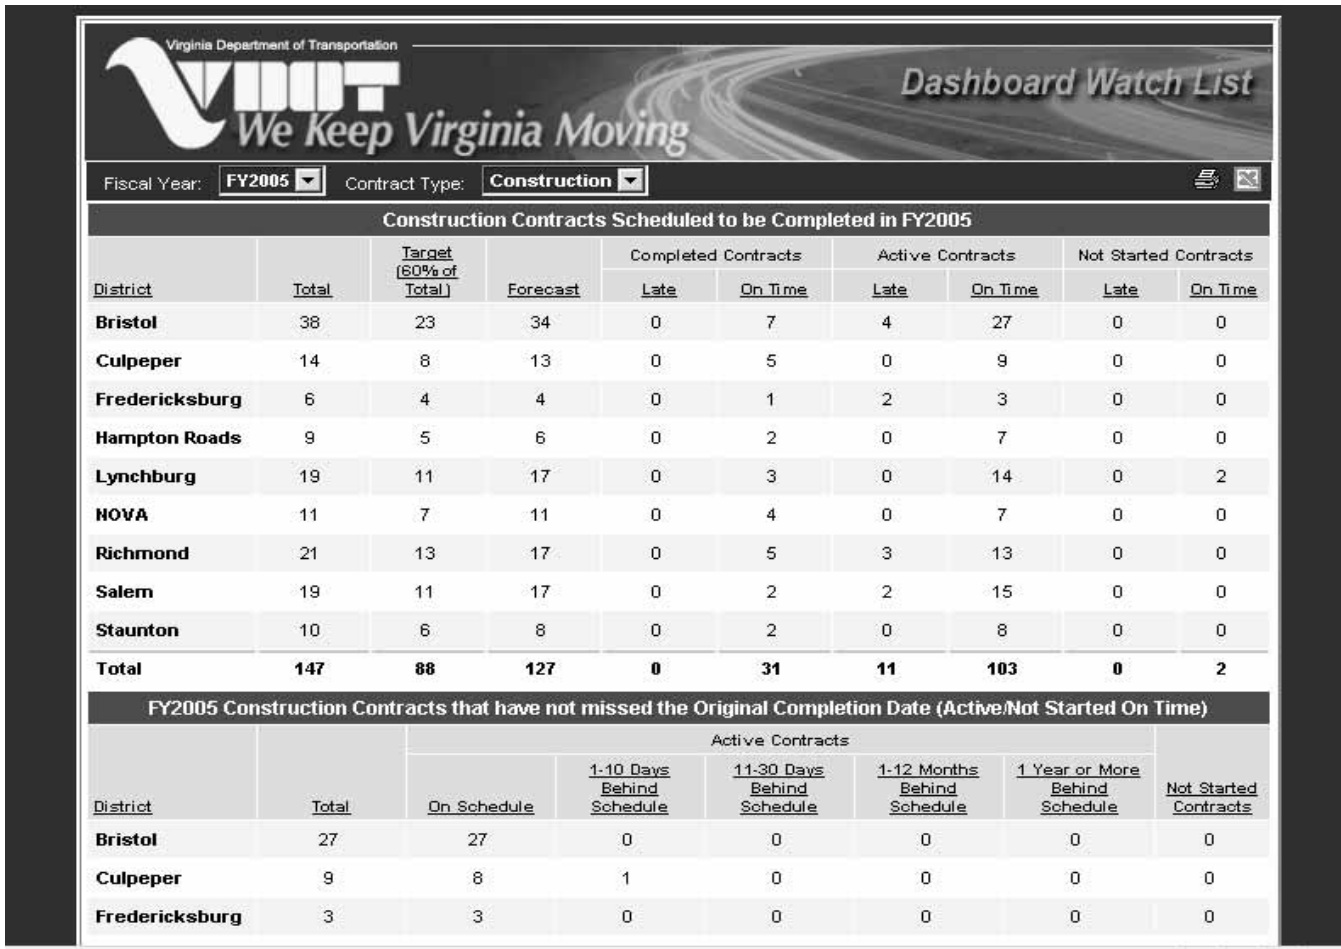 Virginia Department of Transportation
VDOT
We Keep Virginia Moving
Dashboard Watch List
Fiscal Year: FY2005 Contract Type: Construction
Construction Contracts Scheduled to be Completed in FY2005
District Total Target (60% of Total) Forecast Completed Contracts Active Contracts Not Started Contracts
Late On Time Late On Time Late On Time
Bristol 38 23 34 0 7 4 27 0 0
Culpeper 14 8 13 0 5 0 9 0 0
Fredericksburg 6 4 4 0 1 2 3 0 0
Hampton Roads 9 5 6 0 2 0 7 0 0
Lynchburg 19 11 17 0 3 0 14 0 2
NOVA 11 7 11 0 4 0 7 0 0
Richmond 21 13 17 0 5 3 13 0 0
Salem 19 11 17 0 2 2 15 0 0
Staunton 10 6 8 0 2 0 8 0 0
Total 147 88 127 0 31 11 103 0 2
FY2005 Construction Contracts that have not missed the Original Completion Date (Active/Not Started On Time)
Active Contracts
District Total On Schedule 1-10 Days Behind Schedule 11-30 Days Behind Schedule 1-12 Months Behind Schedule 1 Year or More Behind Schedule Not Started Contracts
Bristol 27 27 0 0 0 0 0
Culpeper 9 8 1 0 0 0 0
Fredericksburg 3 3 0 0 0 0 0